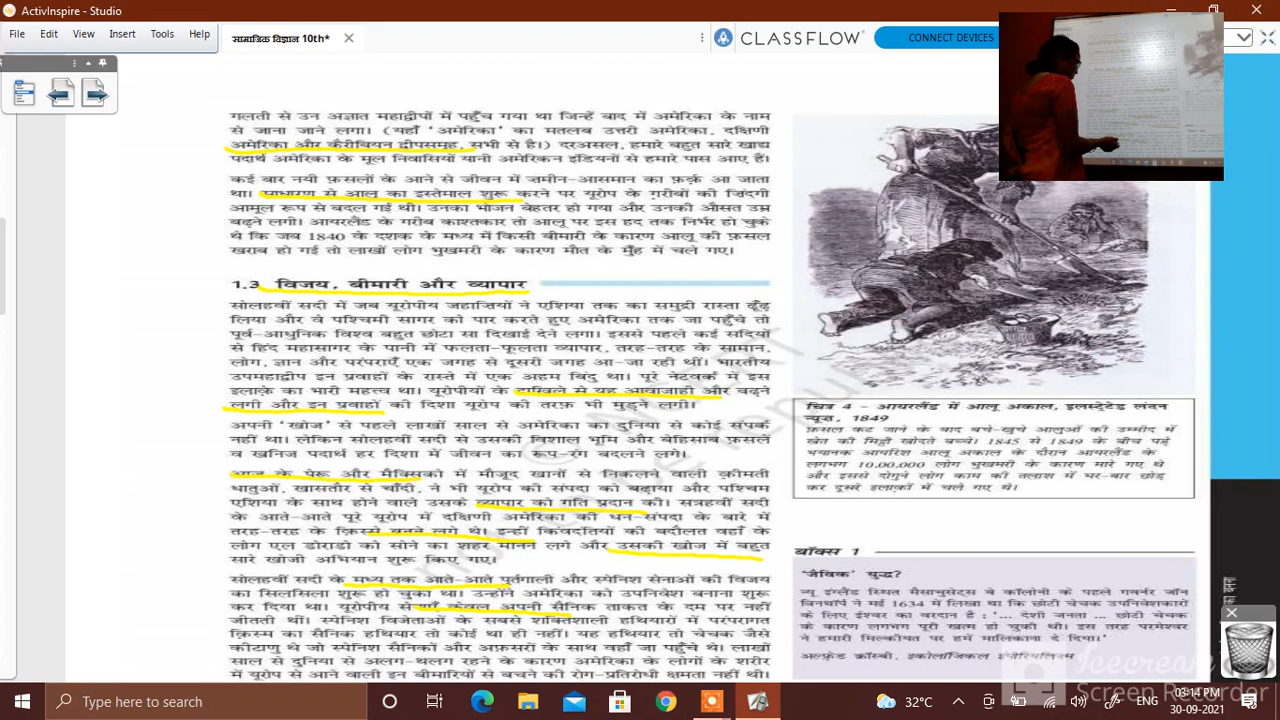 ActivInspire - Studio
File Edit View Insert Tools Help
सामाजिक विज्ञान 10th*
CLASSFLOW
CONNECT DEVICES
गलती से उन अज्ञात महाद्वीपों में पहुँच गया था जिन्हें बाद में अमेरिका के नाम
से जाना जाने लगा। (यहाँ 'अमेरिका' का मतलब उत्तरी अमेरिका, दक्षिणी
अमेरिका और कैरीबियन द्वीपसमूह, सभी से है।) दरअसल, हमारे बहुत सारे खाद्य
पदार्थ अमेरिका के मूल निवासियों यानी अमेरिकन इंडियनों से हमारे पास आए हैं।
कई बार नयी फ़सलों के आने से जीवन में ज़मीन-आसमान का फ़र्क़ आ जाता
था। साधारण से आलू का इस्तेमाल शुरू करने पर यूरोप के ग़रीबों की ज़िंदगी
आमूल रूप से बदल गई थी। उनका भोजन बेहतर हो गया और उनकी औसत उम्र
बढ़ने लगी। आयरलैंड के गरीब काश्तकार तो आलू पर इस हद तक निर्भर हो चुके
थे कि जब 1840 के दशक के मध्य में किसी बीमारी के कारण आलू की फ़सल
खराब हो गई तो लाखों लोग भुखमरी के कारण मौत के मुँह में चले गए।
1.3 विजय, बीमारी और व्यापार
सोलहवीं सदी में जब यूरोपीय जहाज़ियों ने एशिया तक का समुद्री रास्ता ढूँढ़
लिया और वे पश्चिमी सागर को पार करते हुए अमेरिका तक जा पहुँचे तो
पूर्व-आधुनिक विश्व बहुत छोटा सा दिखाई देने लगा। इससे पहले कई सदियों
से हिंद महासागर के पानी में फलता-फूलता व्यापार, तरह-तरह के सामान,
लोग, ज्ञान और परंपराएँ एक जगह से दूसरी जगह आ-जा रही थीं। भारतीय
उपमहाद्वीप इन प्रवाहों के रास्ते में एक अहम बिंदु था। पूरे नेटवर्क में इस
इलाक़े का भारी महत्त्व था। यूरोपीयों के दाखिले से यह आवाजाही और बढ़ने
लगी और इन प्रवाहों की दिशा यूरोप की तरफ़ भी मुड़ने लगी।
अपनी 'खोज' से पहले लाखों साल से अमेरिका का दुनिया से कोई संपर्क
नहीं था। लेकिन सोलहवीं सदी से उसकी विशाल भूमि और बेहिसाब फ़सलें
व खनिज पदार्थ हर दिशा में जीवन का रूप-रंग बदलने लगे।
आज के पेरू और मैक्सिको में मौजूद खानों से निकलने वाली क़ीमती
धातुओं, खासतौर से चाँदी, ने भी यूरोप की संपदा को बढ़ाया और पश्चिम
एशिया के साथ होने वाले उसके व्यापार को गति प्रदान की। सत्रहवीं सदी
के आते-आते पूरे यूरोप में दक्षिणी अमेरिका की धन-संपदा के बारे में
तरह-तरह के क़िस्से बनने लगे थे। इन्हीं किंवदंतियों की बदौलत वहाँ के
लोग एल डोराडो को सोने का शहर मानने लगे और उसकी खोज में बहुत
सारे खोजी अभियान शुरू किए गए।
सोलहवीं सदी के मध्य तक आते-आते पुर्तगाली और स्पेनिश सेनाओं की विजय
का सिलसिला शुरू हो चुका था। उन्होंने अमेरिका को उपनिवेश बनाना शुरू
कर दिया था। यूरोपीय सेनाएँ केवल अपनी सैनिक ताकत के दम पर नहीं
जीतती थीं। स्पेनिश विजेताओं के सबसे शक्तिशाली हथियारों में परंपरागत
क़िस्म का सैनिक हथियार तो कोई था ही नहीं। यह हथियार तो चेचक जैसे
कीटाणु थे जो स्पेनिश सैनिकों और अफ़सरों के साथ वहाँ जा पहुँचे थे। लाखों
साल से दुनिया से अलग-थलग रहने के कारण अमेरिका के लोगों के शरीर
में यूरोप से आने वाली इन बीमारियों से बचने की रोग-प्रतिरोधी क्षमता नहीं थी।
चित्र 4 - आयरलैंड में आलू अकाल, इलस्ट्रेटेड लंदन
न्यूज़, 1849
फ़सल कट जाने के बाद बचे-खुचे आलुओं की उम्मीद में
खेत की मिट्टी खोदते बच्चे। 1845 से 1849 के बीच पड़े
भयानक आयरिश आलू अकाल के दौरान आयरलैंड के
लगभग 10,00,000 लोग भुखमरी के कारण मारे गए थे
और इससे दोगुने लोग काम की तलाश में घर-बार छोड़
कर दूसरे इलाक़ों में चले गए थे।
बॉक्स 1
'जैविक' युद्ध?
न्यू इंग्लैंड स्थित मैसाचुसेट्स बे कॉलोनी के पहले गवर्नर जॉन
विनथॉर्प ने मई 1634 में लिखा था कि छोटी चेचक उपनिवेशकारों
के लिए ईश्वर का वरदान है : '... देशी जनता ... छोटी चेचक
के कारण लगभग पूरी खत्म हो चुकी थी। इस तरह परमेश्वर
ने हमारी मिल्कीयत पर हमें मालिकाना दे दिया।'
अल्फ्रेड क्रॉस्बी, इकोलॉजिकल इंपीरियलिज़्म
Icecream
Screen Recorder
Type here to search
32°C
03:14 PM
30-09-2021